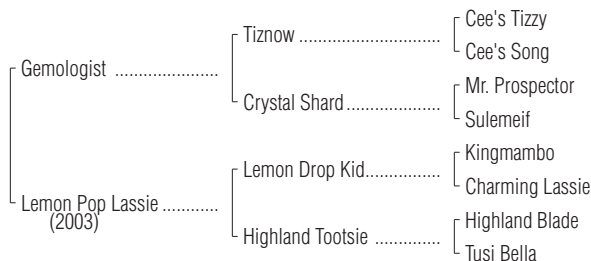 Cee's Tizzy
Tiznow ................................
Cee's Song
Gemologist .......................
Mr. Prospector
Crystal Shard .....................
Sulemeif
Kingmambo
Lemon Drop Kid.................
Charming Lassie
Lemon Pop Lassie ............
(2003)
Highland Blade
Highland Tootsie ...............
Tusi Bella